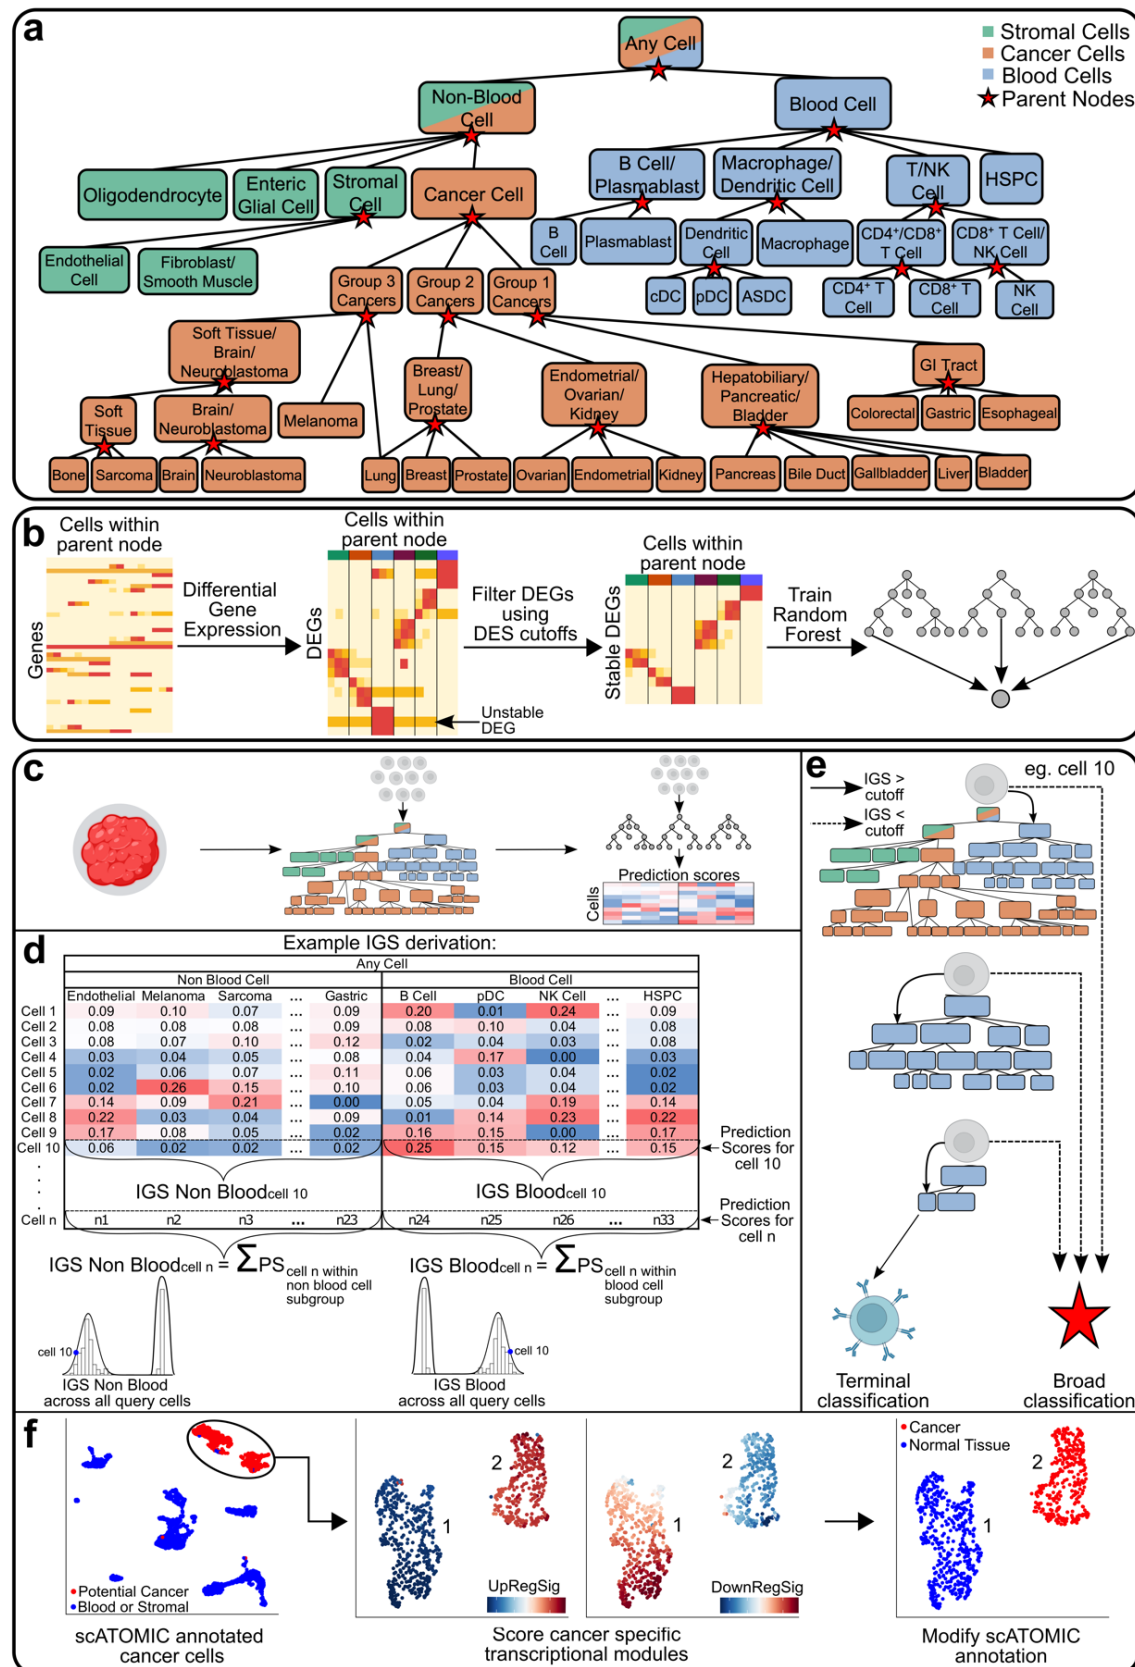 a
Any Cell
Stromal Cells
Cancer Cells
Blood Cells
Parent Nodes
Non-Blood
Cell
Blood Cell
Oligodendrocyte
Enteric
Glial Cell
Stromal
Cell
Cancer Cell
B Cell/
Plasmablast
Macrophage/
Dendritic Cell
T/NK
Cell
HSPC
Endothelial
Cell
Fibroblast/
Smooth Muscle
B
Cell
Plasmablast
Dendritic
Cell
Macrophage
CD4⁺/CD8⁺
T Cell
CD8⁺ T Cell/
NK Cell
Group 3
Cancers
Group 2
Cancers
Group 1
Cancers
cDC
pDC
ASDC
CD4⁺ T
Cell
CD8⁺ T
Cell
NK
Cell
Soft Tissue/
Brain/
Neuroblastoma
Breast/
Lung/
Prostate
Endometrial/
Ovarian/
Kidney
Hepatobiliary/
Pancreatic/
Bladder
GI Tract
Soft
Tissue
Brain/
Neuroblastoma
Melanoma
Colorectal
Gastric
Esophageal
Bone
Sarcoma
Brain
Neuroblastoma
Lung
Breast
Prostate
Ovarian
Endometrial
Kidney
Pancreas
Bile Duct
Gallbladder
Liver
Bladder
b
Cells within
parent node
Genes
Differential
Gene
Expression
Cells within
parent node
DEGs
Filter DEGs
using
DES cutoffs
Unstable
DEG
Cells within
parent node
Stable DEGs
Train
Random
Forest
c
Prediction scores
Cells
d
Example IGS derivation:
Any Cell
Non Blood Cell Blood Cell
Endothelial Melanoma Sarcoma ... Gastric B Cell pDC NK Cell ... HSPC
Cell 1 0.09 0.10 0.07 ... 0.09 0.20 0.01 0.24 ... 0.09
Cell 2 0.08 0.08 0.08 ... 0.09 0.08 0.10 0.04 ... 0.08
Cell 3 0.08 0.07 0.10 ... 0.12 0.02 0.04 0.03 ... 0.08
Cell 4 0.03 0.04 0.05 ... 0.08 0.04 0.17 0.00 ... 0.03
Cell 5 0.02 0.06 0.07 ... 0.11 0.06 0.03 0.04 ... 0.02
Cell 6 0.02 0.26 0.15 ... 0.10 0.06 0.03 0.04 ... 0.02
Cell 7 0.14 0.09 0.21 ... 0.00 0.05 0.04 0.19 ... 0.14
Cell 8 0.22 0.03 0.04 ... 0.09 0.01 0.14 0.23 ... 0.22
Cell 9 0.17 0.08 0.05 ... 0.02 0.16 0.15 0.00 ... 0.17
Cell 10 0.06 0.02 0.02 ... 0.02 0.25 0.15 0.12 ... 0.15
Prediction
Scores for
cell 10
IGS Non Blood cell 10
IGS Blood cell 10
Cell n n1 n2 n3 ... n23 n24 n25 n26 ... n33
Prediction
Scores for
cell n
IGS Non Blood cell n = ΣPS cell n within
non blood cell
subgroup
IGS Blood cell n = ΣPS cell n within
blood cell
subgroup
cell 10
IGS Non Blood
across all query cells
cell 10
IGS Blood
across all query cells
e
eg. cell 10
IGS >
cutoff
IGS <
cutoff
Terminal
classification
Broad
classification
f
Potential Cancer
Blood or Stromal
scATOMIC annotated
cancer cells
1
2
UpRegSig
1
2
DownRegSig
Score cancer specific
transcriptional modules
Cancer
Normal Tissue
1
2
Modify scATOMIC
annotation